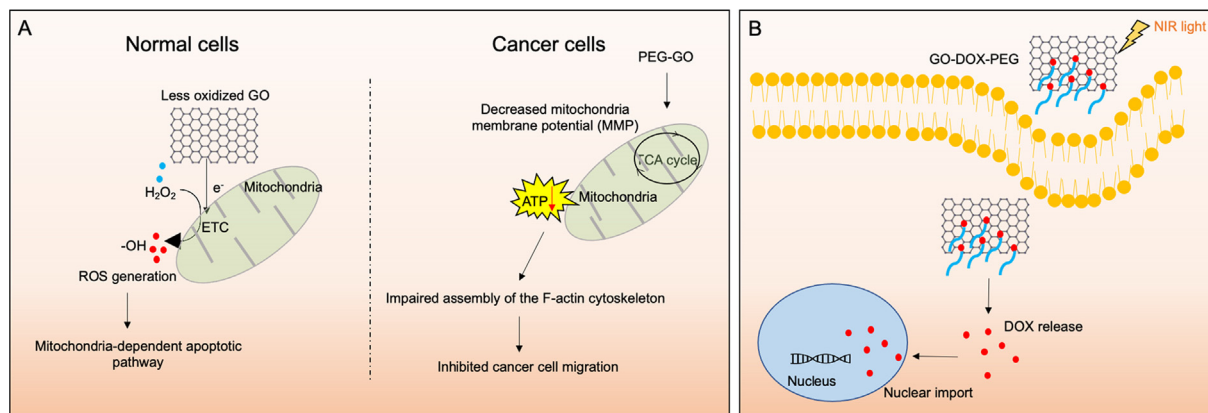 A
Normal cells
Less oxidized GO
H₂O₂
e⁻
Mitochondria
ETC
-OH
ROS generation
Mitochondria-dependent apoptotic
pathway
Cancer cells
PEG-GO
Decreased mitochondria
membrane potential (MMP)
TCA cycle
ATP
Mitochondria
Impaired assembly of the F-actin cytoskeleton
Inhibited cancer cell migration
B
NIR light
GO-DOX-PEG
DOX release
Nucleus
Nuclear import